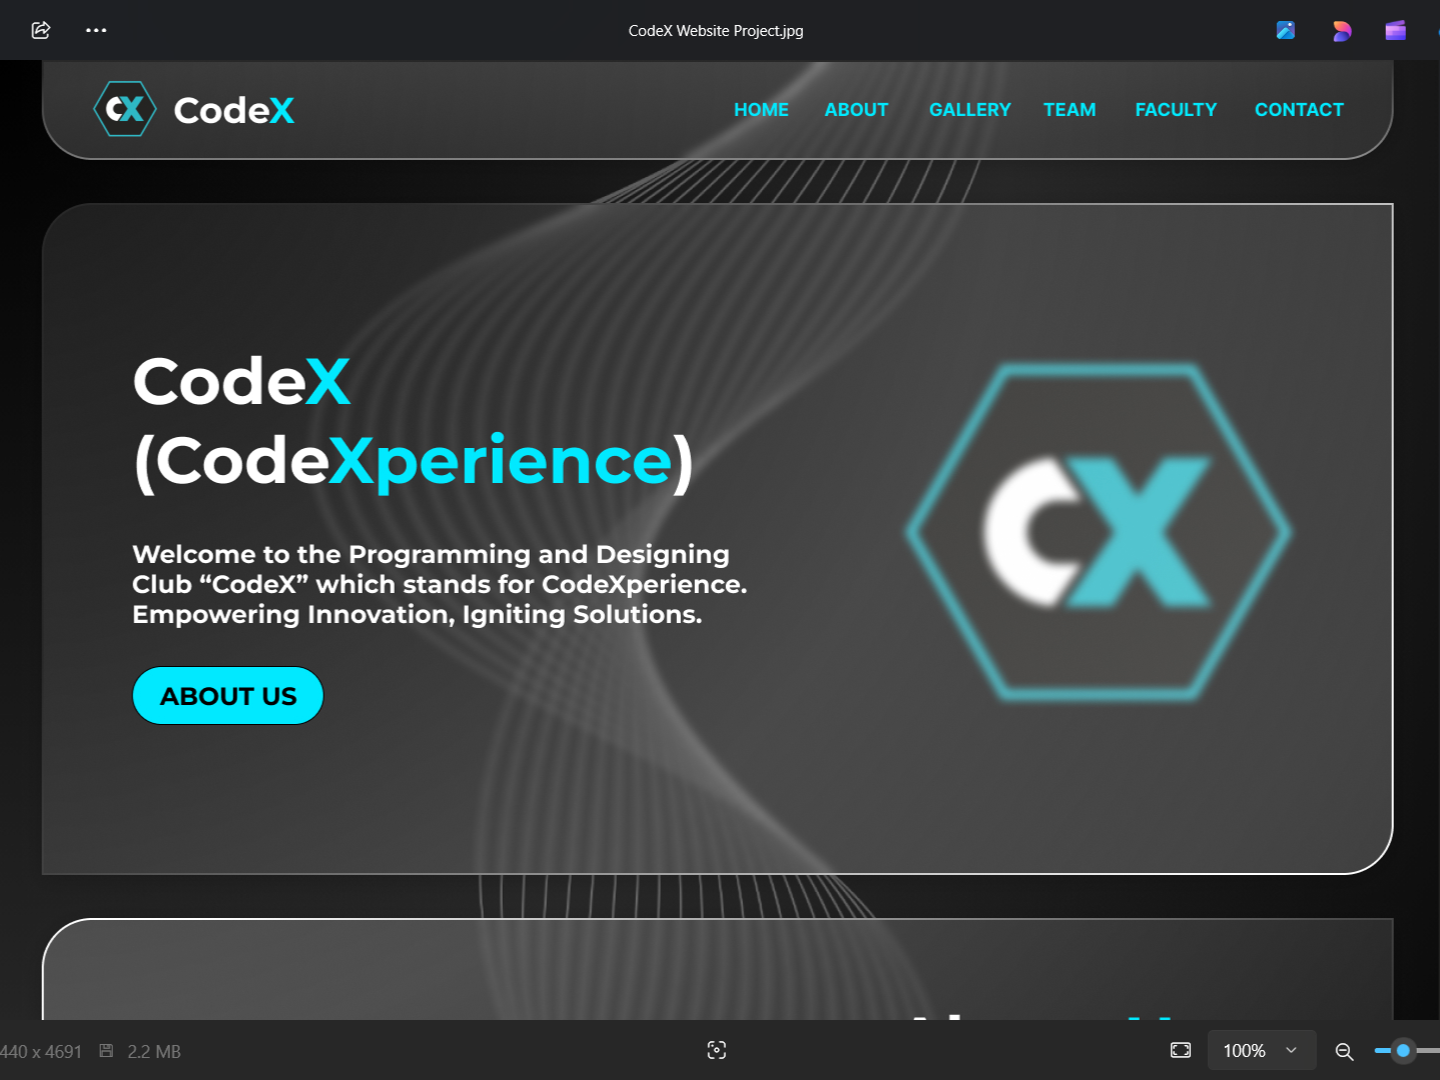 CodeX Website Project.jpg
CX CodeX
HOME ABOUT GALLERY TEAM FACULTY CONTACT
CodeX
(CodeXperience)
CX
Welcome to the Programming and Designing
Club “CodeX” which stands for CodeXperience.
Empowering Innovation, Igniting Solutions.
ABOUT US
440 x 4691 2.2 MB
100%